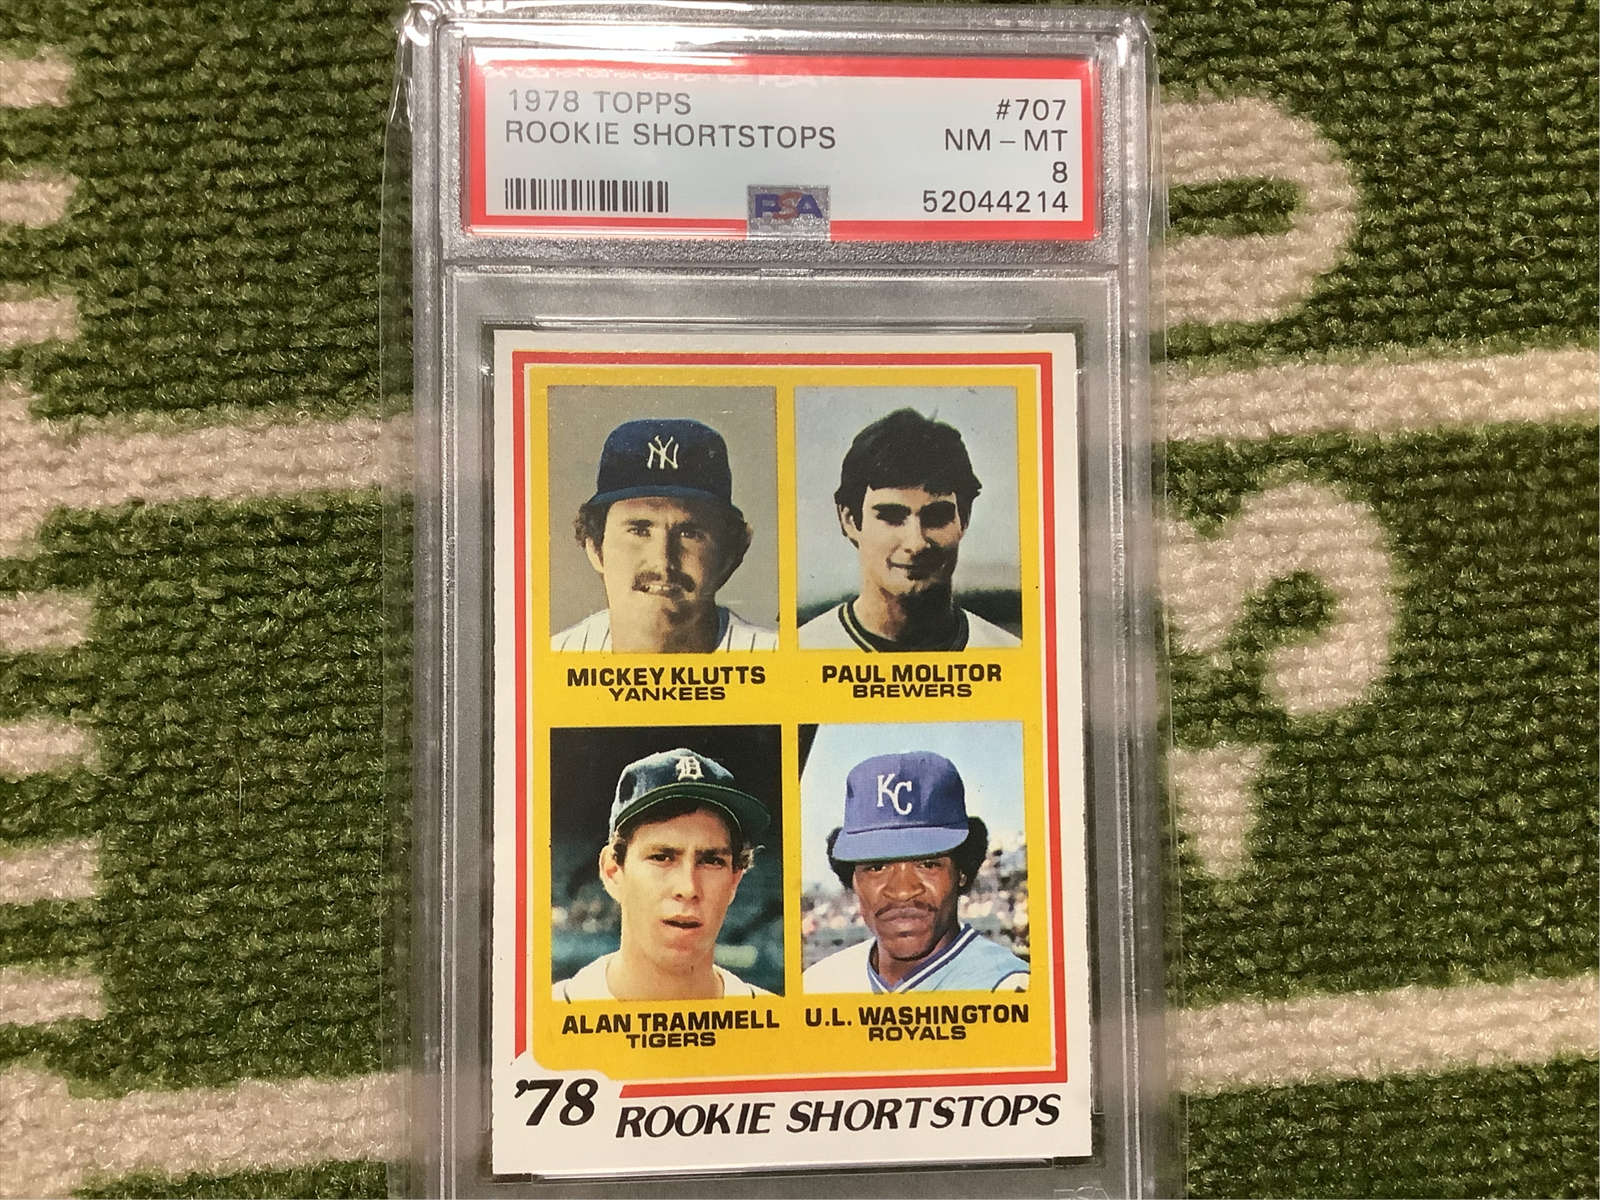 1978 TOPPS #707
ROOKIE SHORTSTOPS NM - MT
8
PSA 52044214
NY
MICKEY KLUTTS PAUL MOLITOR
YANKEES BREWERS
D
KC
ALAN TRAMMELL U.L. WASHINGTON
TIGERS ROYALS
'78 ROOKIE SHORTSTOPS